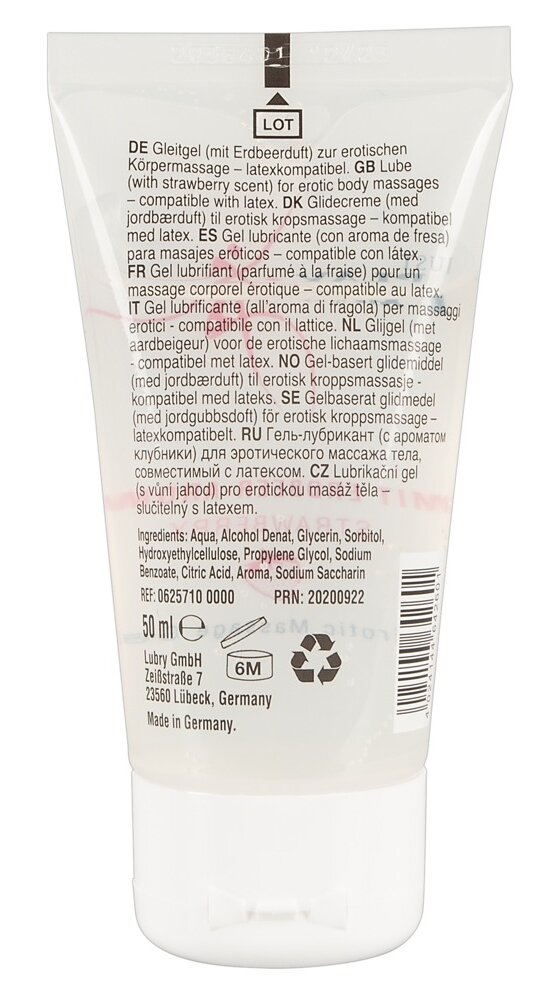 LOT
DE Gleitgel (mit Erdbeerduft) zur erotischen
Körpermassage – latexkompatibel. GB Lube
(with strawberry scent) for erotic body massages
– compatible with latex. DK Glidecreme (med
jordbærduft) til erotisk kropsmassage – kompatibel
med latex. ES Gel lubricante (con aroma de fresa)
para masajes eróticos – compatible con látex.
FR Gel lubrifiant (parfumé à la fraise) pour un
massage corporel érotique – compatible au latex.
IT Gel lubrificante (all'aroma di fragola) per massaggi
erotici - compatibile con il lattice. NL Glijgel (met
aardbeigeur) voor de erotische lichaamsmassage
- compatibel met latex. NO Gel-basert glidemiddel
(med jordbærduft) til erotisk kroppsmassasje -
kompatibel med lateks. SE Gelbaserat glidmedel
(med jordgubbsdoft) för erotisk kroppsmassage –
latexkompatibelt. RU Гель-лубрикант (с ароматом
клубники) для эротического массажа тела,
совместимый с латексом. CZ Lubrikační gel
(s vůní jahod) pro erotickou masáž těla –
slučitelný s latexem.
Ingredients: Aqua, Alcohol Denat, Glycerin, Sorbitol,
Hydroxyethylcellulose, Propylene Glycol, Sodium
Benzoate, Citric Acid, Aroma, Sodium Saccharin
REF: 0625710 0000 PRN: 20200922
50 ml ℮
6M
Lubry GmbH
Zeißstraße 7
23560 Lübeck, Germany
Made in Germany.
4 024144 642601
STRAWBERRY
erotic Massage